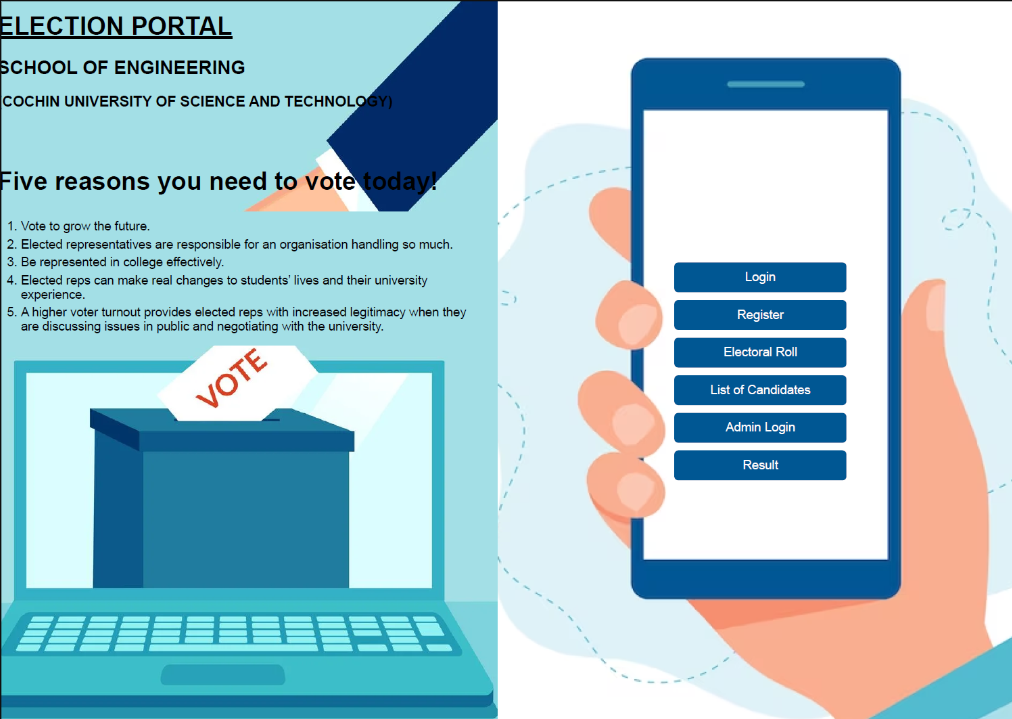 ELECTION PORTAL
SCHOOL OF ENGINEERING
(COCHIN UNIVERSITY OF SCIENCE AND TECHNOLOGY)
Five reasons you need to vote today!
1. Vote to grow the future.
2. Elected representatives are responsible for an organisation handling so much.
3. Be represented in college effectively.
4. Elected reps can make real changes to students' lives and their university
experience.
5. A higher voter turnout provides elected reps with increased legitimacy when they
are discussing issues in public and negotiating with the university.
VOTE
Login
Register
Electoral Roll
List of Candidates
Admin Login
Result